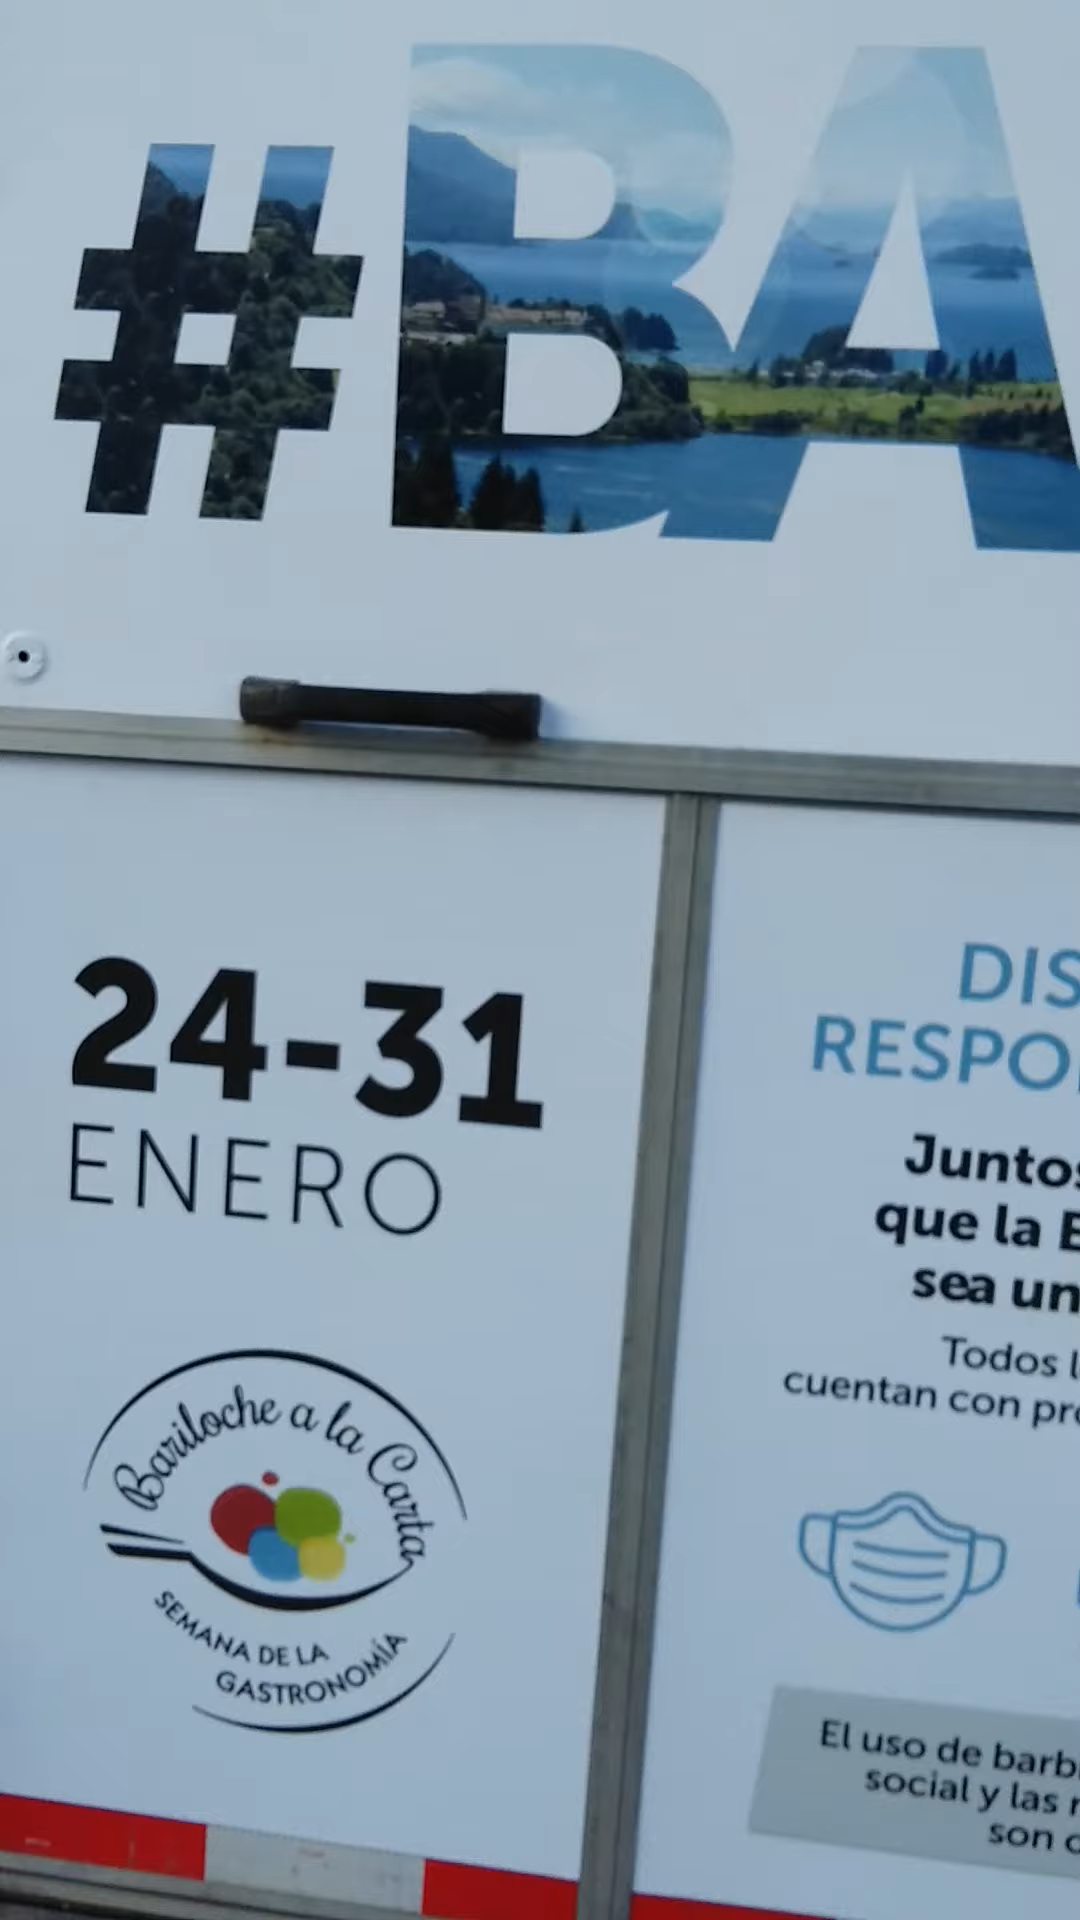 #BA
24-31
ENERO
Bariloche a la Carta
SEMANA DE LA
GASTRONOMÍA
DIS
RESPO
Juntos
que la
sea un
Todos
cuentan con pro
El uso de barb
social y las
son